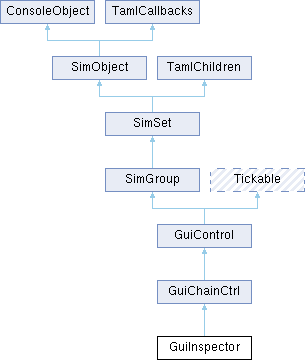 ConsoleObject TamlCallbacks
SimObject TamlChildren
SimSet
SimGroup Tickable
GuiControl
GuiChainCtrl
GuiInspector